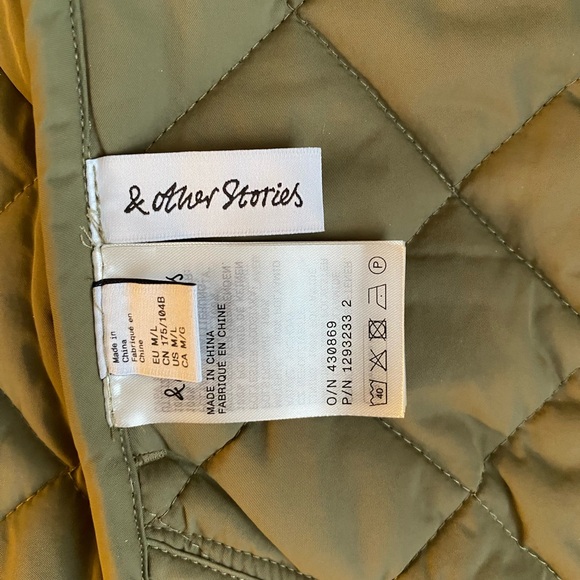 & Other Stories
Made in
China
Fabriqué en
Chine
EU M/L
CN 175/104B
US M/L
CA M/G
&
MADE IN CHINA
FABRIQUÉ EN CHINE
O/N 430869
P/N 1293233 2
40
P